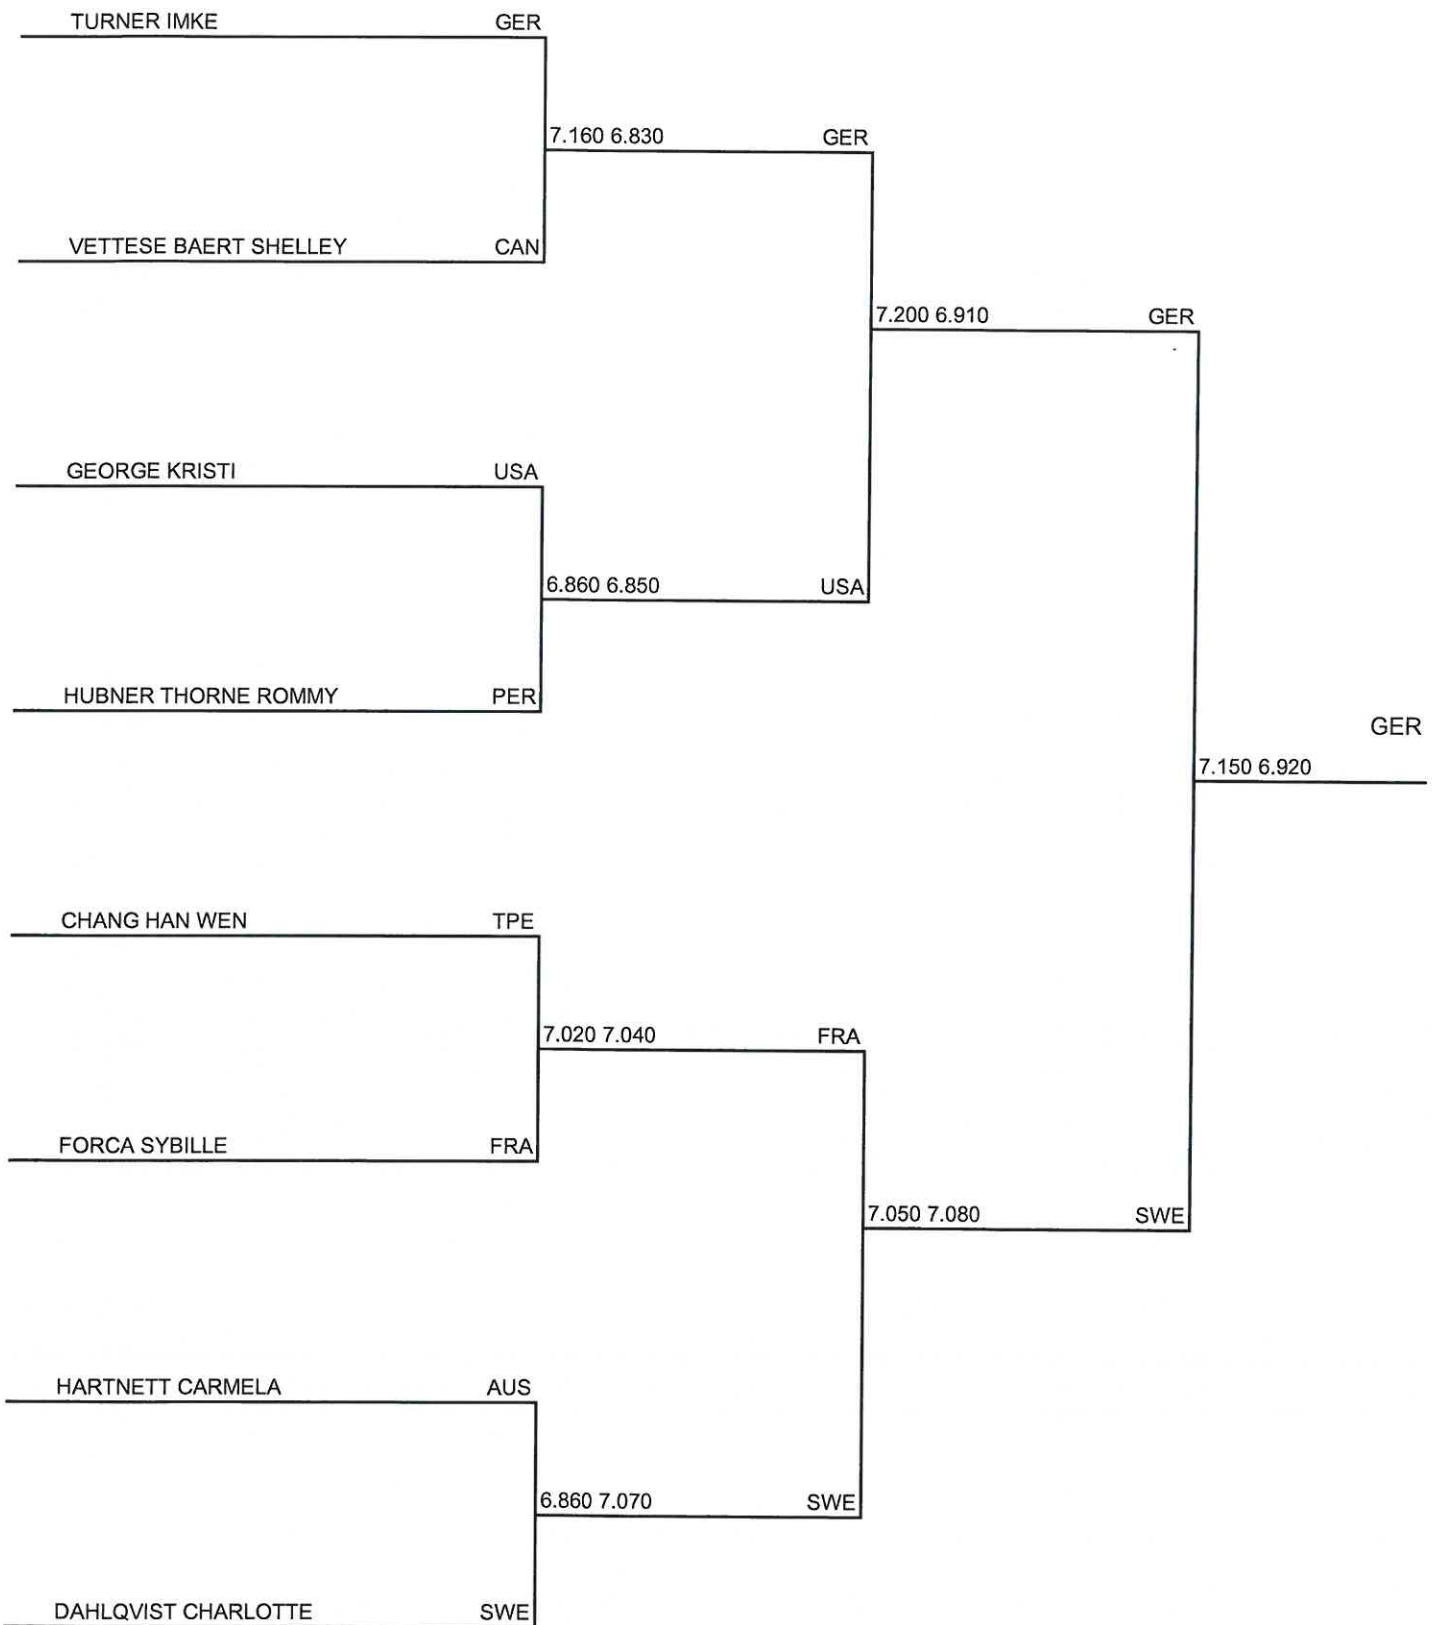 TURNER IMKE GER
7.160 6.830 GER
VETTESE BAERT SHELLEY CAN
7.200 6.910 GER
GEORGE KRISTI USA
6.860 6.850 USA
HUBNER THORNE ROMMY PER
GER
7.150 6.920
CHANG HAN WEN TPE
7.020 7.040 FRA
FORCA SYBILLE FRA
7.050 7.080 SWE
HARTNETT CARMELA AUS
6.860 7.070 SWE
DAHLQVIST CHARLOTTE SWE